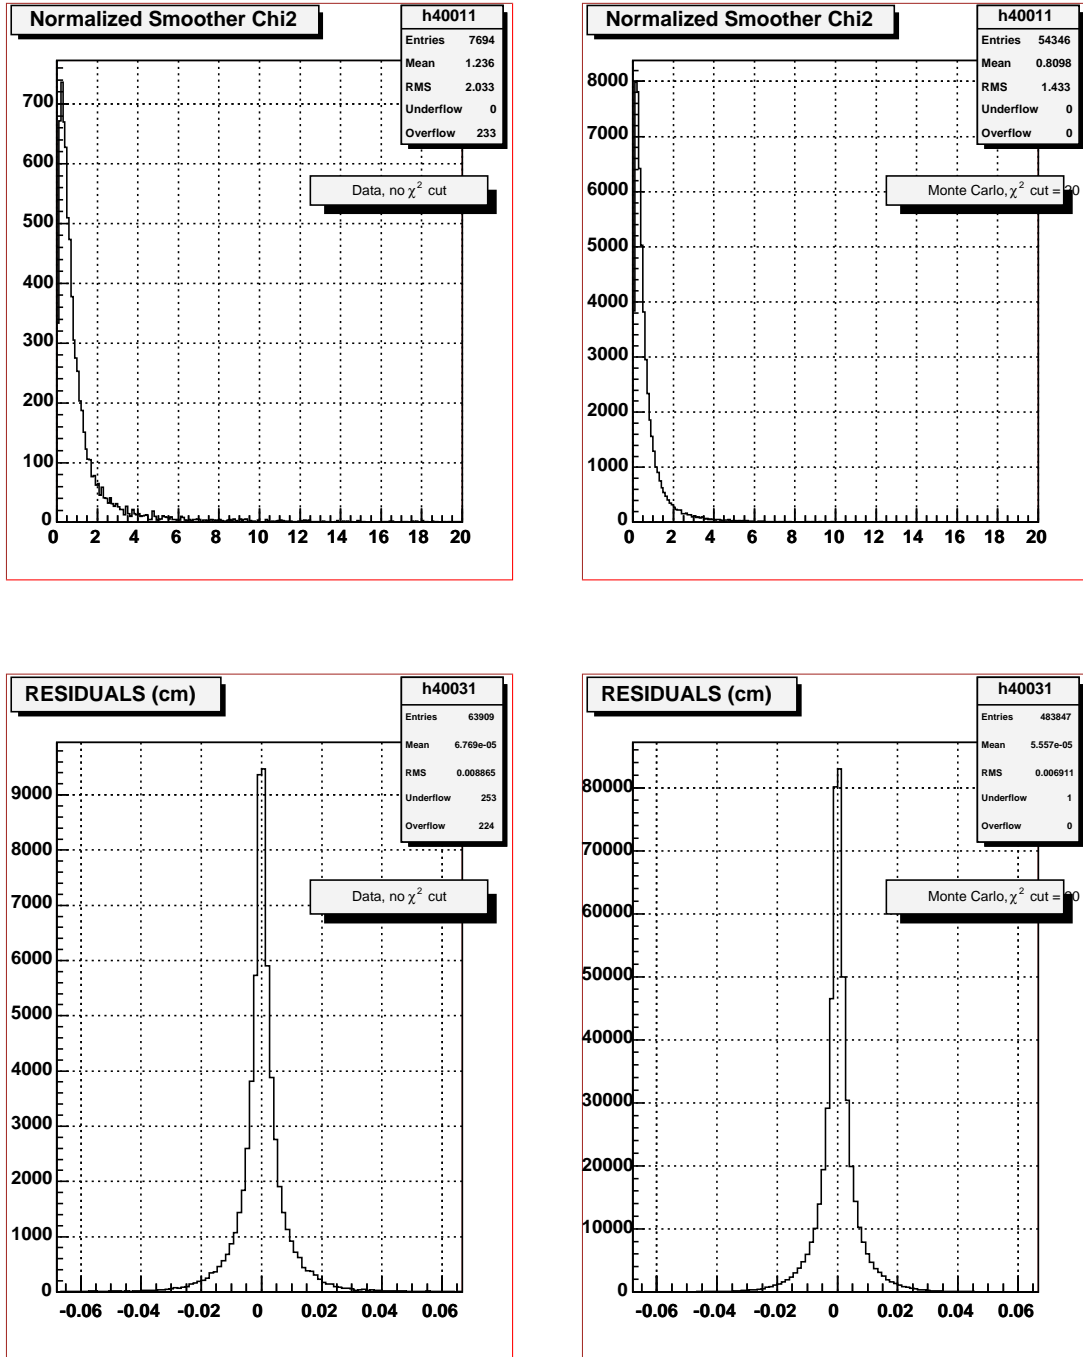 Normalized Smoother Chi2
h40011
Entries 7694
Mean 1.236
RMS 2.033
Underflow 0
Overflow 233
Data, no χ² cut
700
600
500
400
300
200
100
0
0 2 4 6 8 10 12 14 16 18 20
Normalized Smoother Chi2
h40011
Entries 54346
Mean 0.8098
RMS 1.433
Underflow 0
Overflow 0
Monte Carlo, χ² cut = 20
8000
7000
6000
5000
4000
3000
2000
1000
0
0 2 4 6 8 10 12 14 16 18 20
RESIDUALS (cm)
h40031
Entries 63909
Mean 6.769e-05
RMS 0.008865
Underflow 253
Overflow 224
Data, no χ² cut
9000
8000
7000
6000
5000
4000
3000
2000
1000
0
-0.06 -0.04 -0.02 0 0.02 0.04 0.06
RESIDUALS (cm)
h40031
Entries 483847
Mean 5.557e-05
RMS 0.006911
Underflow 1
Overflow 0
Monte Carlo, χ² cut = 20
80000
70000
60000
50000
40000
30000
20000
10000
0
-0.06 -0.04 -0.02 0 0.02 0.04 0.06